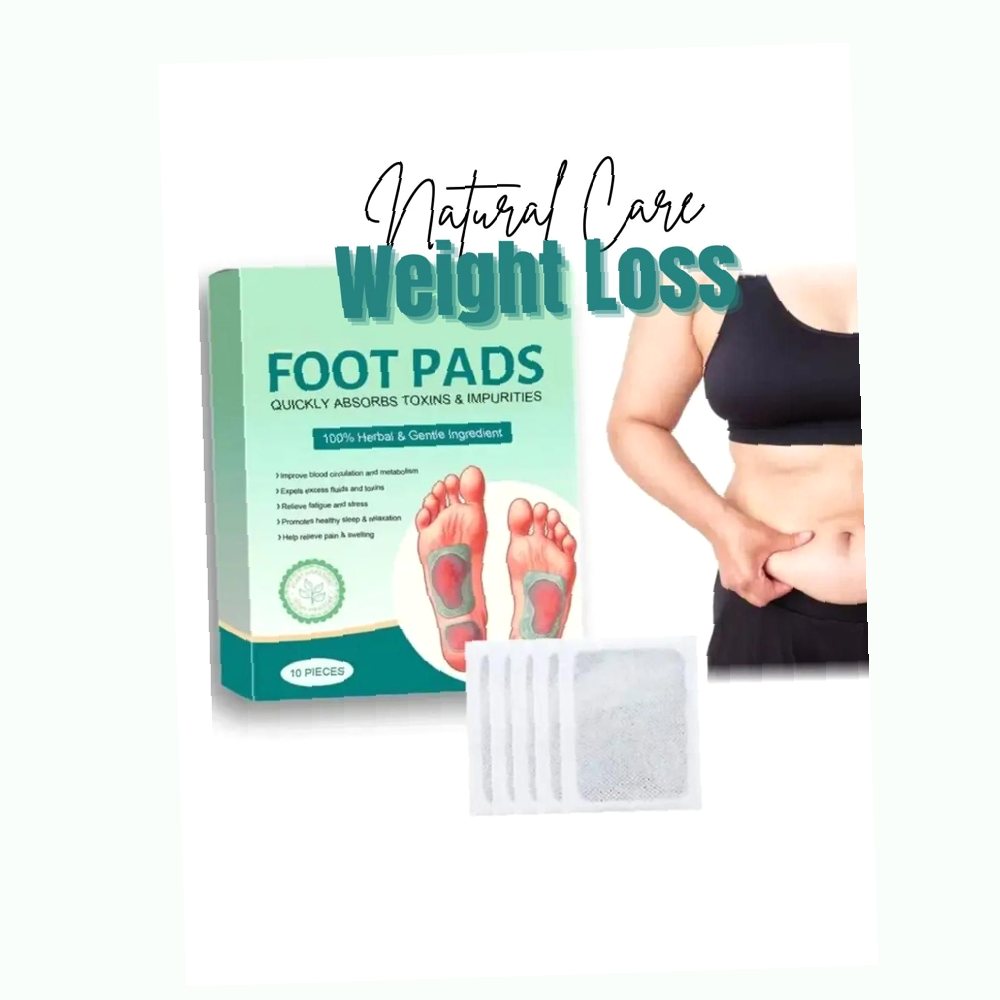 Natural Care
Weight Loss
FOOT PADS
QUICKLY ABSORBS TOXINS & IMPURITIES
100% Herbal & Gentle Ingredient
Improve blood circulation and metabolism
Expels excess fluids and toxins
Relieve fatigue and stress
Promotes healthy sleep & relaxation
Help relieve pain & swelling
10 PIECES